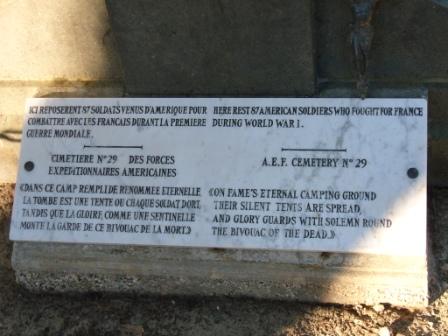 ICI REPOSERENT 87 SOLDATS VENUS D'AMERIQUE POUR
COMBATTRE AVEC LES FRANCAIS DURANT LA PREMIERE
GUERRE MONDIALE.
CIMETIERE N° 29 DES FORCES
EXPEDITIONNAIRES AMERICAINES
«DANS CE CAMP REMPLI DE RENOMMEE ETERNELLE
LA TOMBE EST UNE TENTE OU CHAQUE SOLDAT DORT,
TANDIS QUE LA GLOIRE, COMME UNE SENTINELLE
MONTE LA GARDE DE CE BIVOUAC DE LA MORT.»
HERE REST 87 AMERICAN SOLDIERS WHO FOUGHT FOR FRANCE
DURING WORLD WAR I.
A.E.F. CEMETERY N° 29
«ON FAME'S ETERNAL CAMPING GROUND
THEIR SILENT TENTS ARE SPREAD,
AND GLORY GUARDS WITH SOLEMN ROUND
THE BIVOUAC OF THE DEAD.»